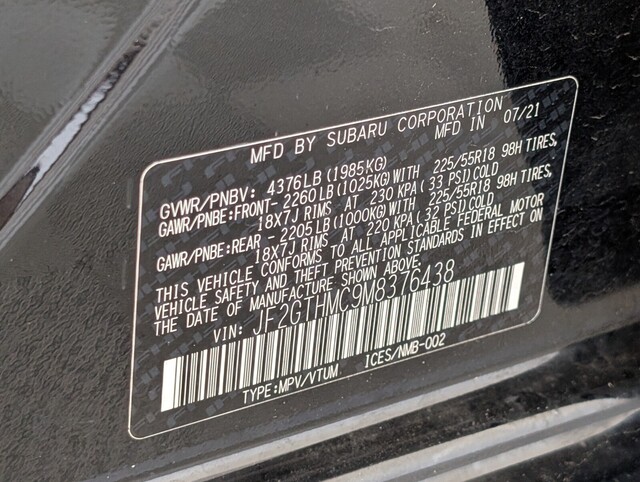 MFD BY SUBARU CORPORATION
MFD IN 07/21
GVWR/PNBV: 4376LB(1985KG)
GAWR/PNBE:FRONT- 2260LB(1025KG)WITH 225/55R18 98H TIRES,
18X7J RIMS AT 230 KPA(33 PSI)COLD
GAWR/PNBE:REAR - 2205LB(1000KG)WITH 225/55R18 98H TIRES,
18X7J RIMS AT 220 KPA(32 PSI)COLD
THIS VEHICLE CONFORMS TO ALL APPLICABLE FEDERAL MOTOR
VEHICLE SAFETY AND THEFT PREVENTION STANDARDS IN EFFECT ON
THE DATE OF MANUFACTURE SHOWN ABOVE.
VIN: JF2GTHMC9M8376438
TYPE:MPV/VTUM ICES/NMB-002